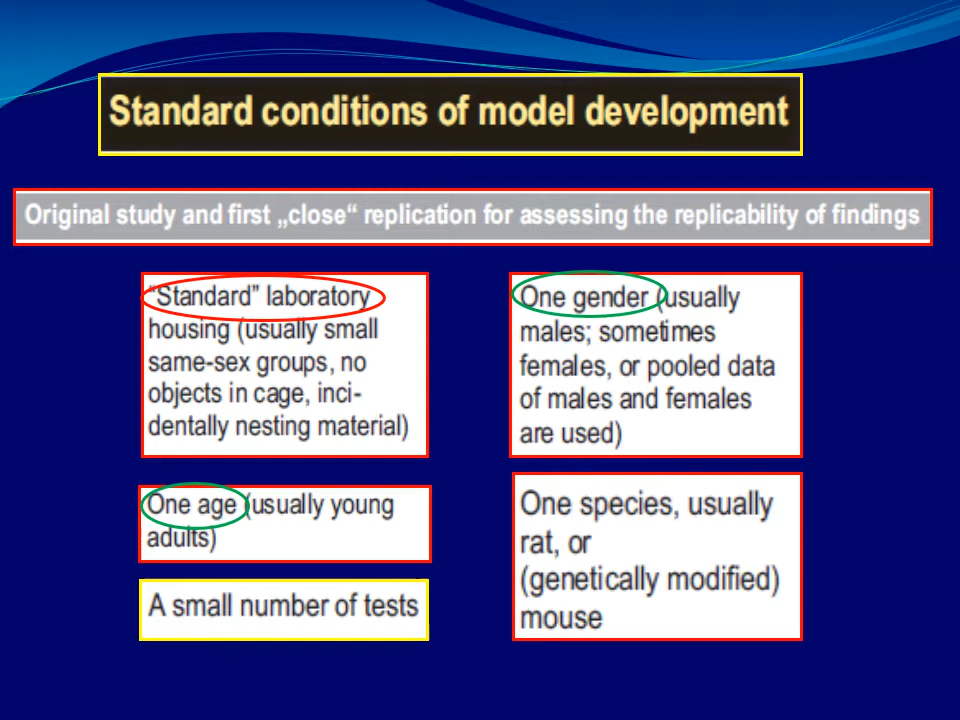 Standard conditions of model development
Original study and first „close“ replication for assessing the replicability of findings
“Standard” laboratory
housing (usually small
same-sex groups, no
objects in cage, inci-
dentally nesting material)
One age (usually young
adults)
A small number of tests
One gender (usually
males; sometimes
females, or pooled data
of males and females
are used)
One species, usually
rat, or
(genetically modified)
mouse